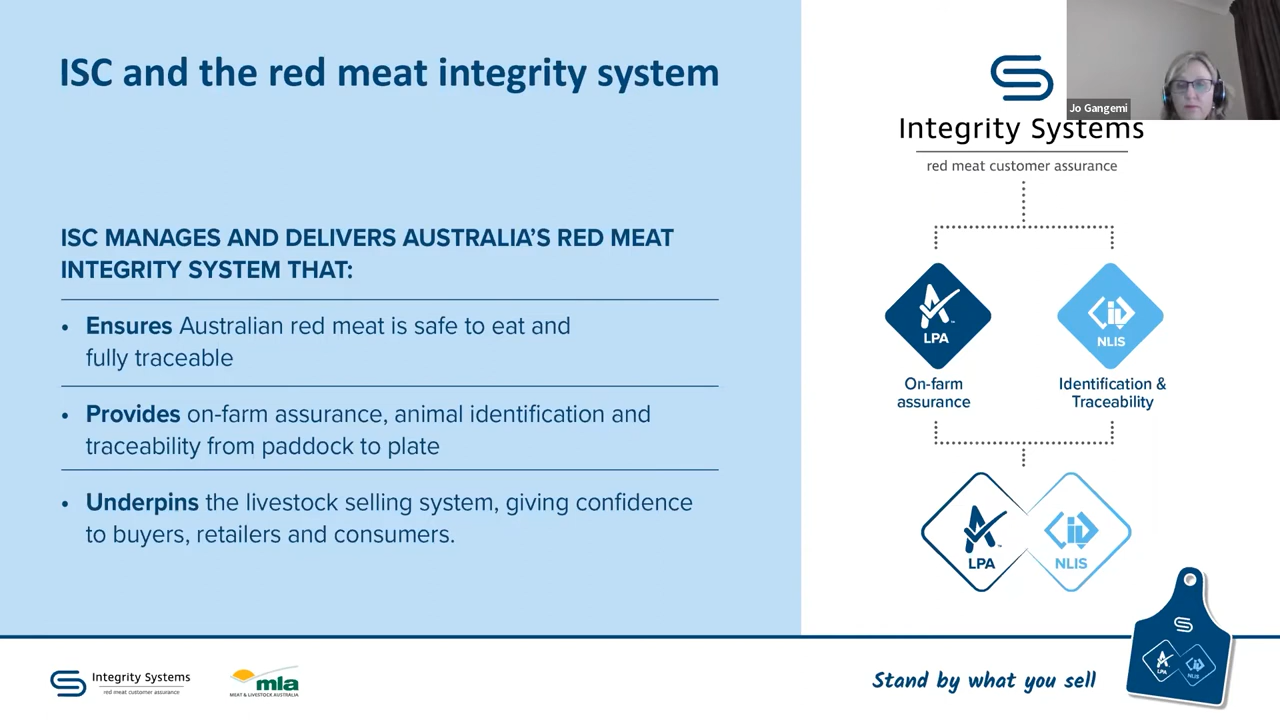 ISC and the red meat integrity system
ISC MANAGES AND DELIVERS AUSTRALIA'S RED MEAT
INTEGRITY SYSTEM THAT:
• Ensures Australian red meat is safe to eat and
fully traceable
• Provides on-farm assurance, animal identification and
traceability from paddock to plate
• Underpins the livestock selling system, giving confidence
to buyers, retailers and consumers.
Jo Gangemi
Integrity Systems
red meat customer assurance
LPA
NLIS
On-farm
assurance
Identification &
Traceability
LPA
NLIS
Integrity Systems
red meat customer assurance
mla
MEAT & LIVESTOCK AUSTRALIA
Stand by what you sell
LPA
NLIS